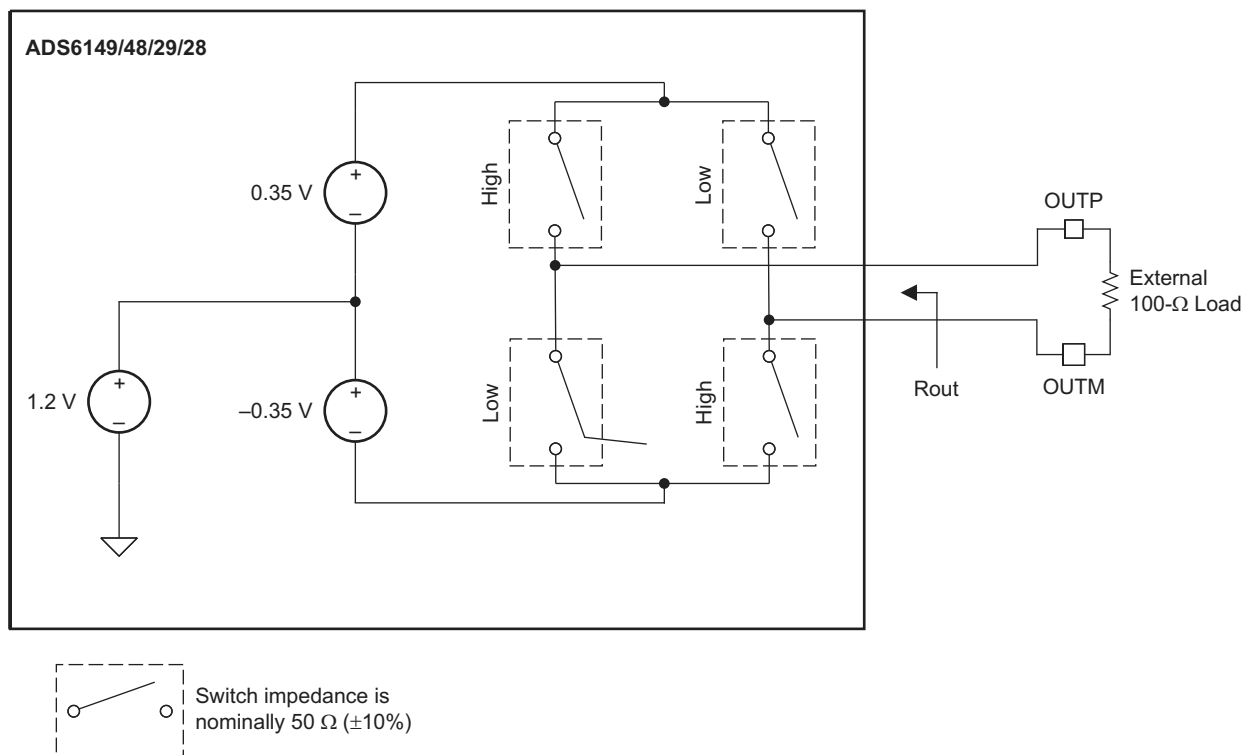 ADS6149/48/29/28
0.35 V
+
–
High
Low
OUTP
External
100-Ω Load
1.2 V
+
–
–0.35 V
+
–
Low
High
Rout
OUTM
Switch impedance is
nominally 50 Ω (±10%)